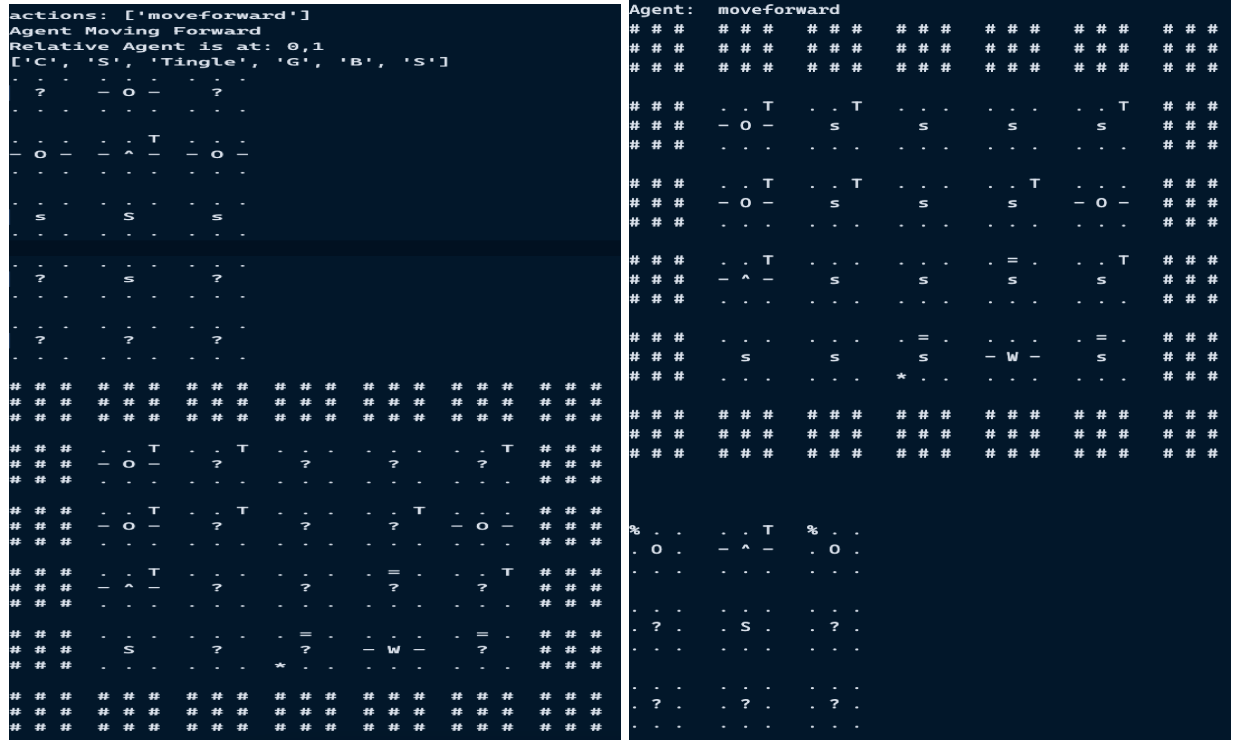 actions: ['moveforward']
Agent Moving Forward
Relative Agent is at: 0,1
['C', 'S', 'Tingle', 'G', 'B', 'S']
. . . . . . . . .
? — O — ?
. . . . . . . . .
. . . . . T . . .
— O — — ^ — — O —
. . . . . . . . .
. . . . . . . . .
s S s
. . . . . . . . .
. . . . . . . . .
? s ?
. . . . . . . . .
. . . . . . . . .
? ? ?
. . . . . . . . .
# # # # # # # # # # # # # # # # # # # # #
# # # # # # # # # # # # # # # # # # # # #
# # # # # # # # # # # # # # # # # # # # #
# # # . . T . . T . . . . . . . . T # # #
# # # — O — ? ? ? ? # # #
# # # . . . . . . . . . . . . . . . # # #
# # # . . T . . T . . . . . T . . . # # #
# # # — O — ? ? ? — O — # # #
# # # . . . . . . . . . . . . . . . # # #
# # # . . T . . . . . . . = . . . T # # #
# # # — ^ — ? ? ? ? # # #
# # # . . . . . . . . . . . . . . . # # #
# # # . . . . . . . = . . . . . = . # # #
# # # S ? ? — W — ? # # #
# # # . . . . . . * . . . . . . . . # # #
# # # # # # # # # # # # # # # # # # # # #
# # # # # # # # # # # # # # # # # # # # #
# # # # # # # # # # # # # # # # # # # # #
Agent: moveforward
# # # # # # # # # # # # # # # # # # # # #
# # # # # # # # # # # # # # # # # # # # #
# # # # # # # # # # # # # # # # # # # # #
# # # . . T . . T . . . . . . . . T # # #
# # # — O — s s s s # # #
# # # . . . . . . . . . . . . . . . # # #
# # # . . T . . T . . . . . T . . . # # #
# # # — O — s s s — O — # # #
# # # . . . . . . . . . . . . . . . # # #
# # # . . T . . . . . . . = . . . T # # #
# # # — ^ — s s s s # # #
# # # . . . . . . . . . . . . . . . # # #
# # # . . . . . . . = . . . . . = . # # #
# # # s s s — W — s # # #
# # # . . . . . . * . . . . . . . . # # #
# # # # # # # # # # # # # # # # # # # # #
# # # # # # # # # # # # # # # # # # # # #
# # # # # # # # # # # # # # # # # # # # #
% . . . . T % . .
. O . — ^ — . O .
. . . . . . . . .
. . . . . . . . .
. ? . . S . . ? .
. . . . . . . . .
. . . . . . . . .
. ? . . ? . . ? .
. . . . . . . . .